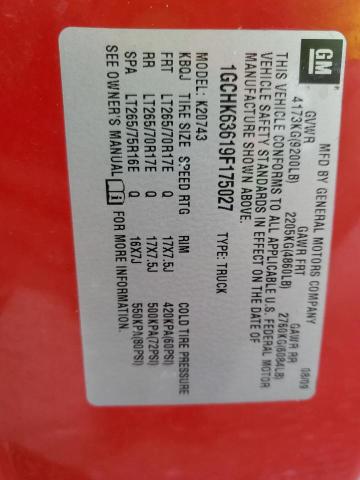 GM
MFD BY GENERAL MOTORS COMPANY
08/09
GVWR GAWR FRT GAWR RR
4173KG(9200LB) 2205KG(4860LB) 2760KG(6084LB)
THIS VEHICLE CONFORMS TO ALL APPLICABLE U.S. FEDERAL MOTOR
VEHICLE SAFETY STANDARDS IN EFFECT ON THE DATE OF
MANUFACTURE SHOWN ABOVE.
1GCHK63619F175027 TYPE: TRUCK
MODEL: K20743
KBQJ TIRE SIZE SPEED RTG RIM COLD TIRE PRESSURE
FRT LT265/70R17E Q 17X7.5J 420KPA(60PSI)
RR LT265/70R17E Q 17X7.5J 500KPA(72PSI)
SPA LT265/75R16E Q 16X7J 550KPA(80PSI)
SEE OWNER'S MANUAL i FOR MORE INFORMATION.